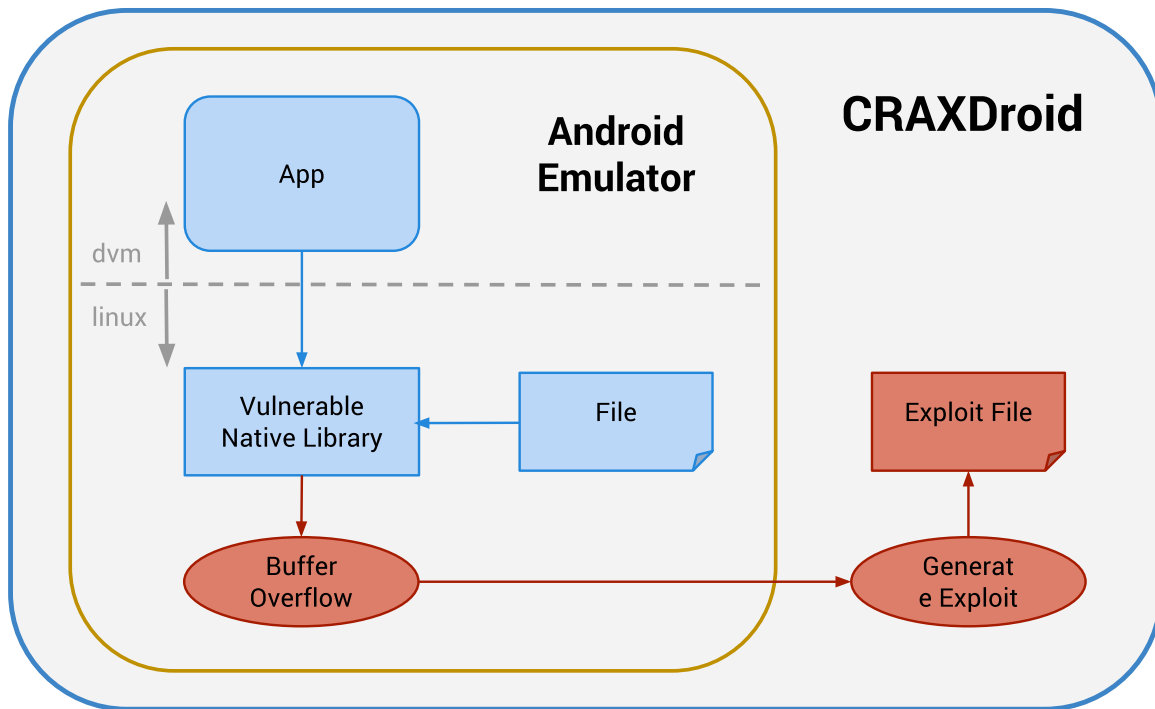 CRAXDroid
Android
Emulator
App
dvm
linux
Vulnerable
Native Library
File
Exploit File
Buffer
Overflow
Generat
e Exploit